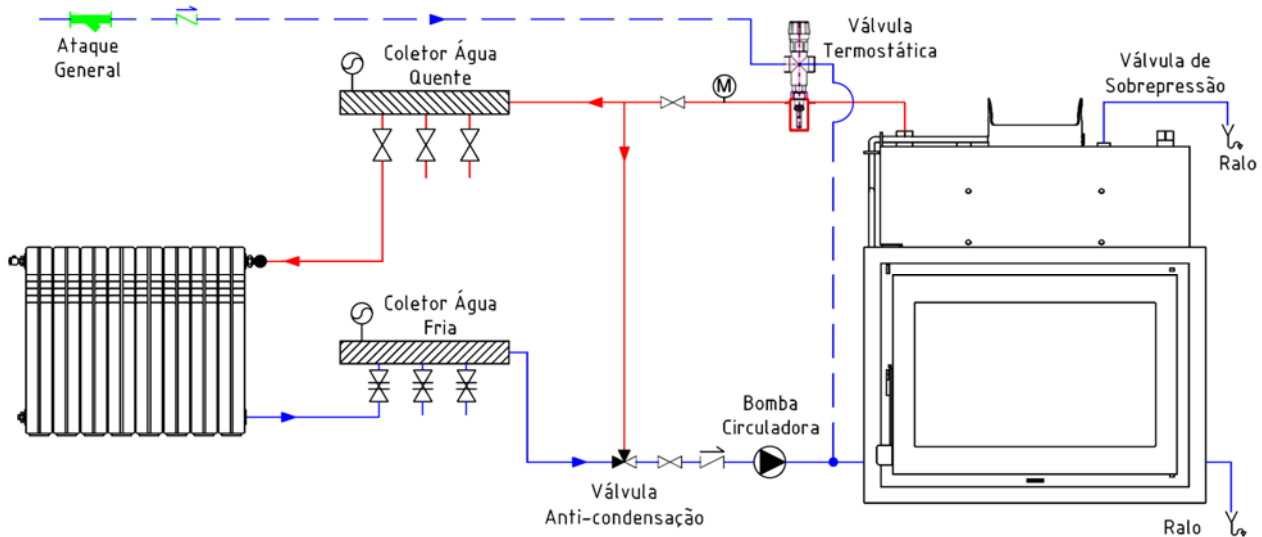 Ataque
General
Coletor Água
Quente
M
Válvula
Termostática
Válvula de
Sobrepressão
Ralo
Coletor Água
Fria
Bomba
Circuladora
Válvula
Anti-condensação
Ralo